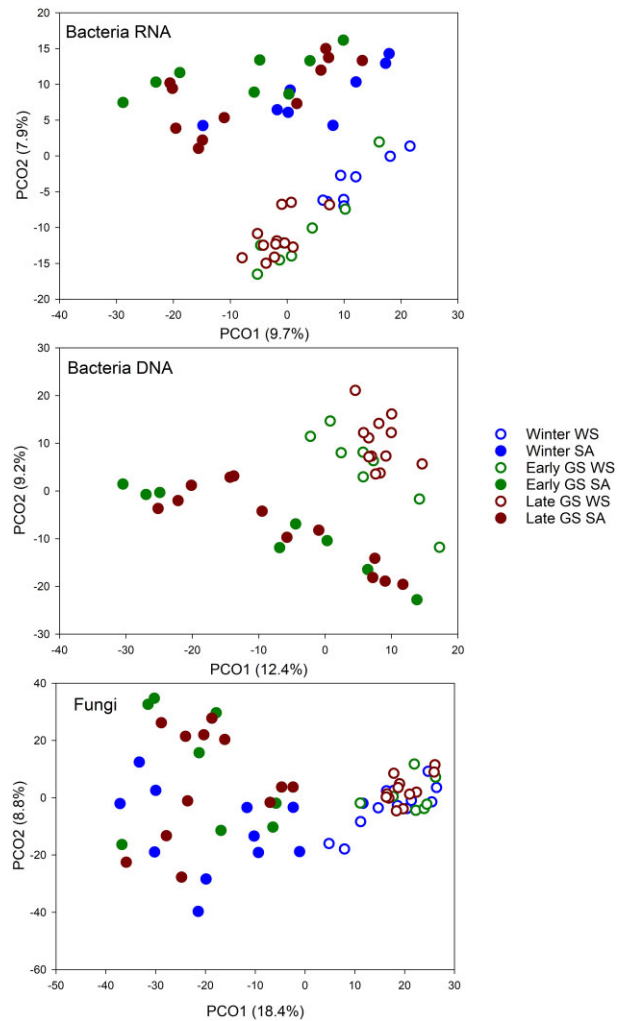 Bacteria RNA
20
15
10
5
0
-5
-10
-15
-20
PCO2 (7.9%)
-40 -30 -20 -10 0 10 20 30
PCO1 (9.7%)
Bacteria DNA
30
20
10
0
-10
-20
-30
PCO2 (9.2%)
-40 -30 -20 -10 0 10 20
PCO1 (12.4%)
Winter WS
Winter SA
Early GS WS
Early GS SA
Late GS WS
Late GS SA
Fungi
40
20
0
-20
-40
-60
PCO2 (8.8%)
-50 -40 -30 -20 -10 0 10 20 30
PCO1 (18.4%)